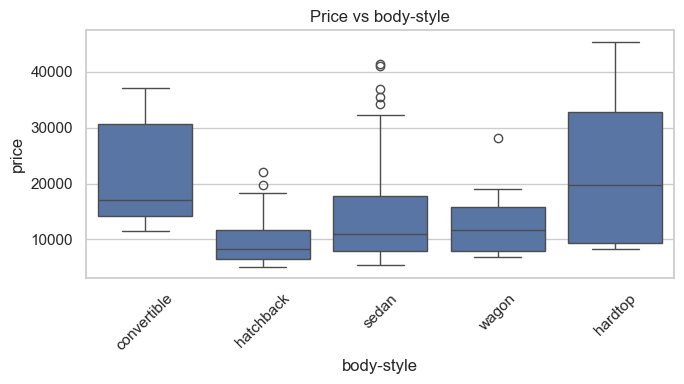 Price vs body-style
price
40000
30000
20000
10000
convertible
hatchback
sedan
wagon
hardtop
body-style